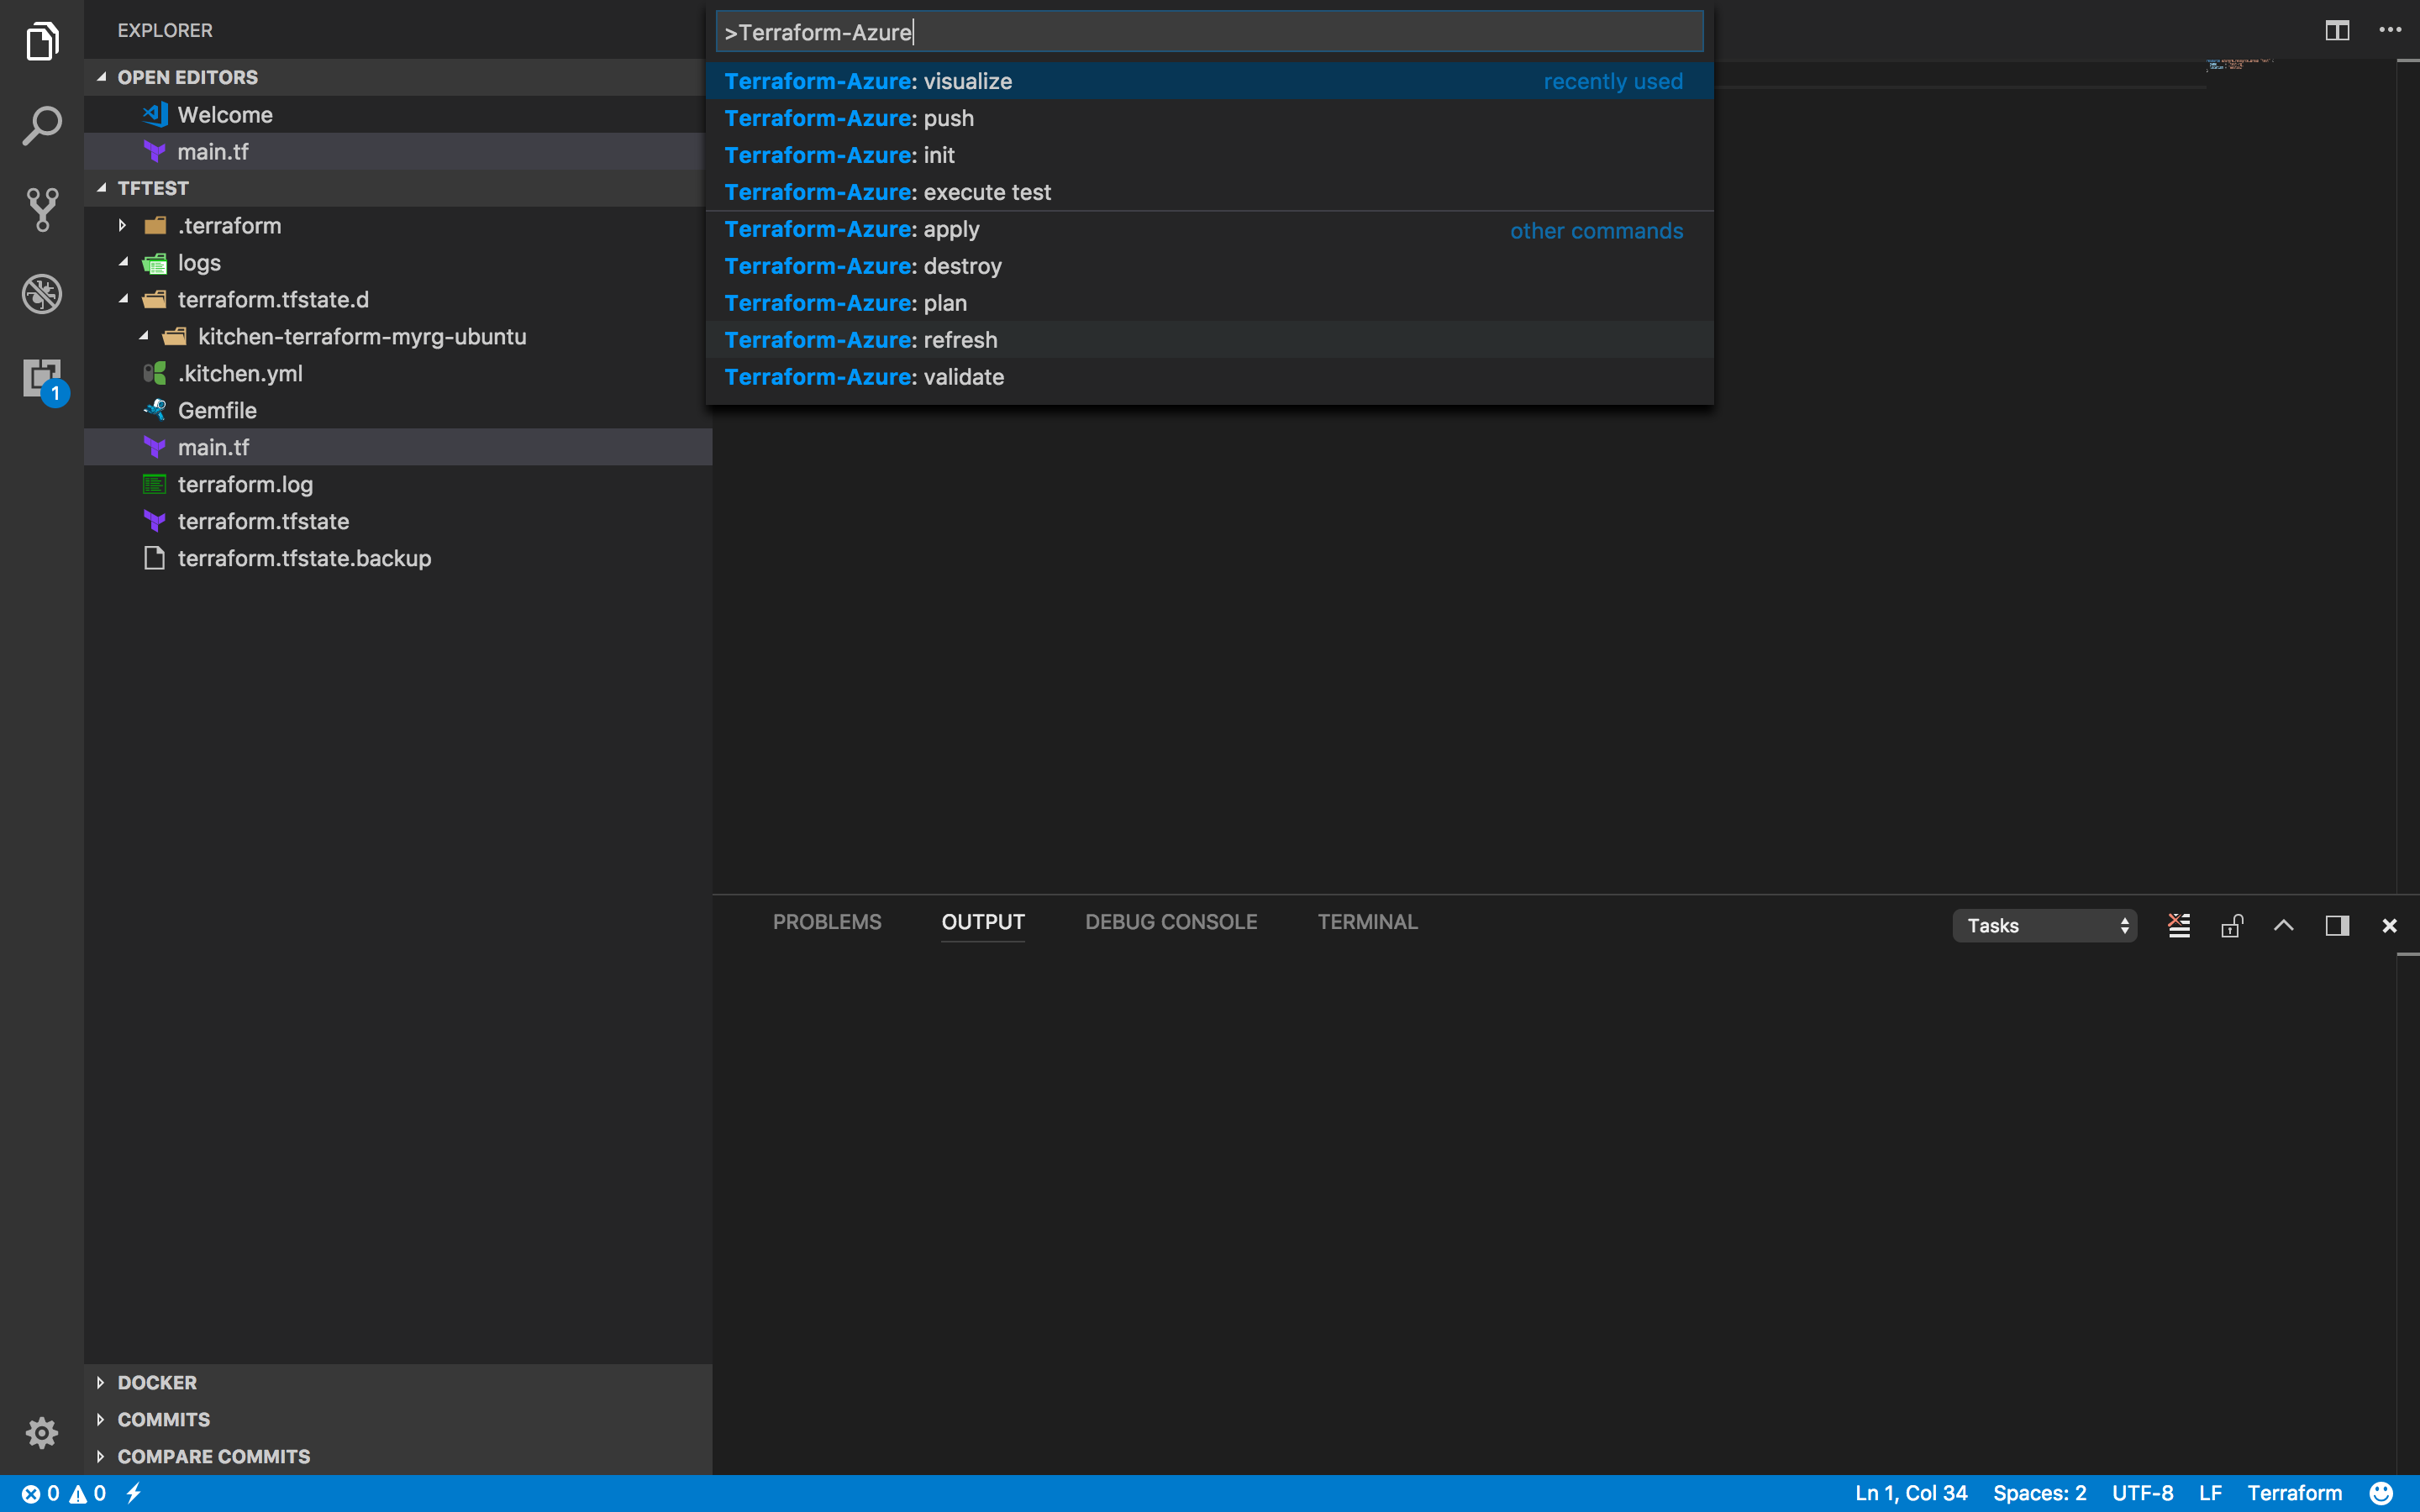 EXPLORER
OPEN EDITORS
Welcome
main.tf
TFTEST
.terraform
logs
terraform.tfstate.d
kitchen-terraform-myrg-ubuntu
.kitchen.yml
Gemfile
main.tf
terraform.log
terraform.tfstate
terraform.tfstate.backup
DOCKER
COMMITS
COMPARE COMMITS
1
>Terraform-Azure
Terraform-Azure: visualize recently used
Terraform-Azure: push
Terraform-Azure: init
Terraform-Azure: execute test
Terraform-Azure: apply other commands
Terraform-Azure: destroy
Terraform-Azure: plan
Terraform-Azure: refresh
Terraform-Azure: validate
PROBLEMS OUTPUT DEBUG CONSOLE TERMINAL Tasks
0 0 Ln 1, Col 34 Spaces: 2 UTF-8 LF Terraform